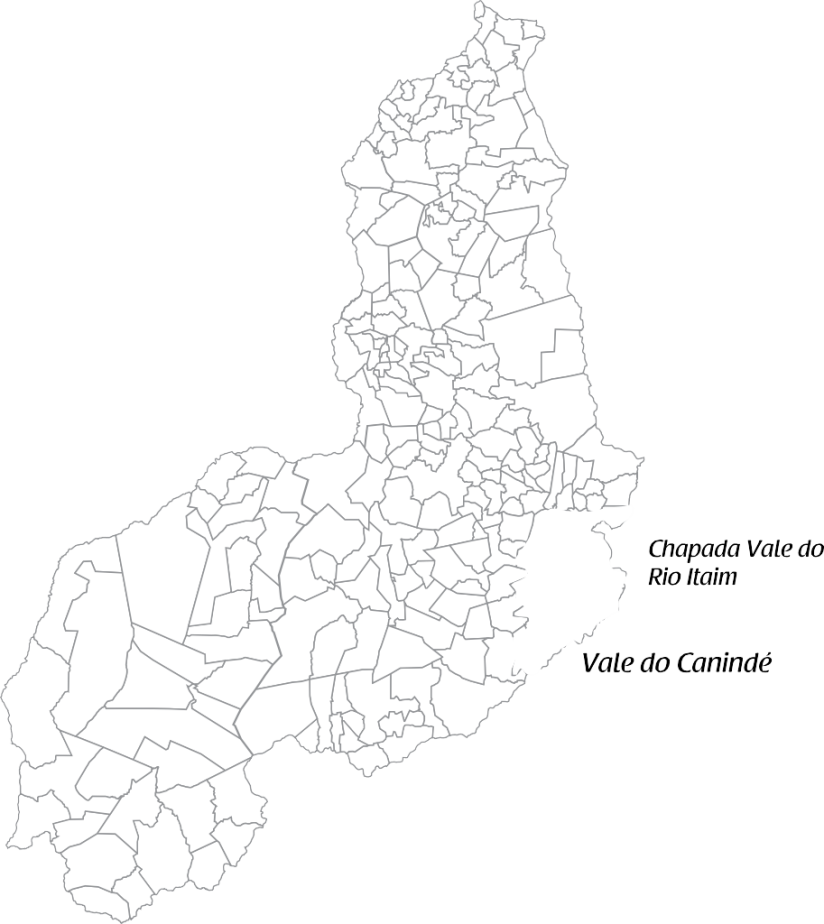 Chapada Vale do
Rio Itaim
Vale do Canindé